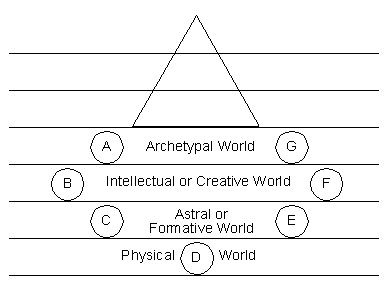 A Archetypal World G
B Intellectual or Creative World F
C Astral or E
Formative World
Physical D World